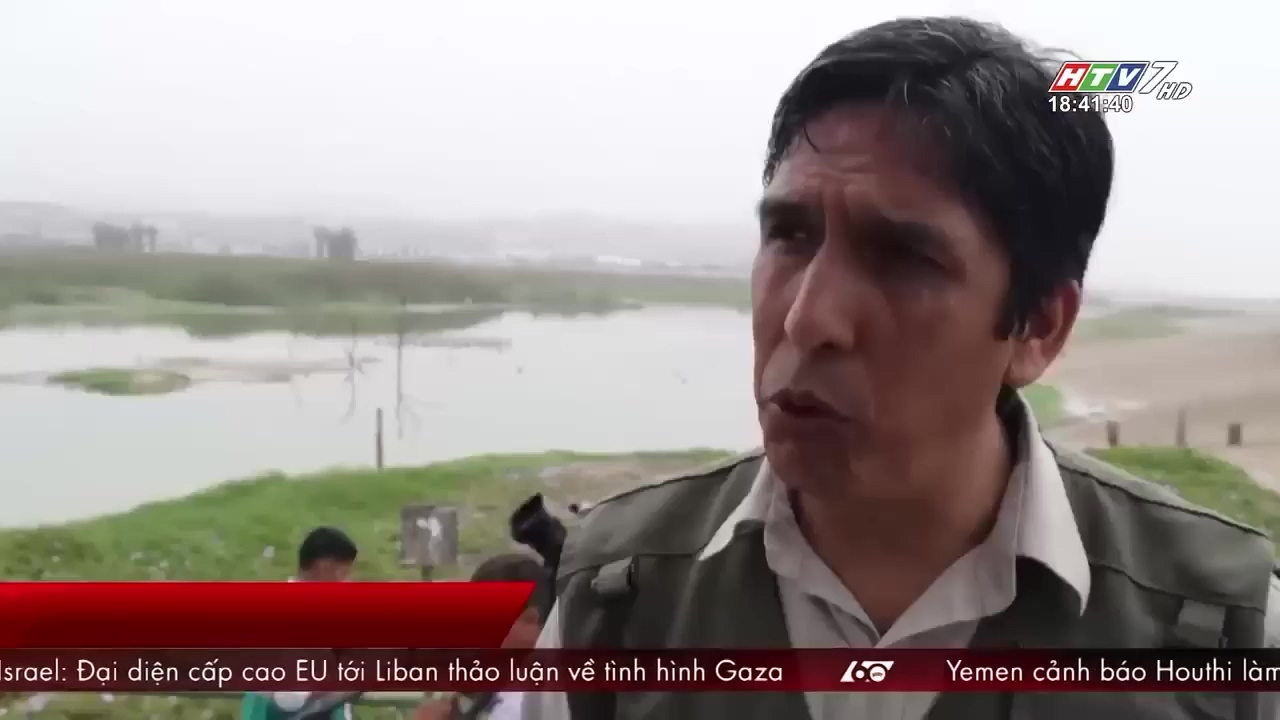 HTV7 HD
18:41:40
Israel: Đại diện cấp cao EU tới Liban thảo luận về tình hình Gaza 60 Yemen cảnh báo Houthi làm